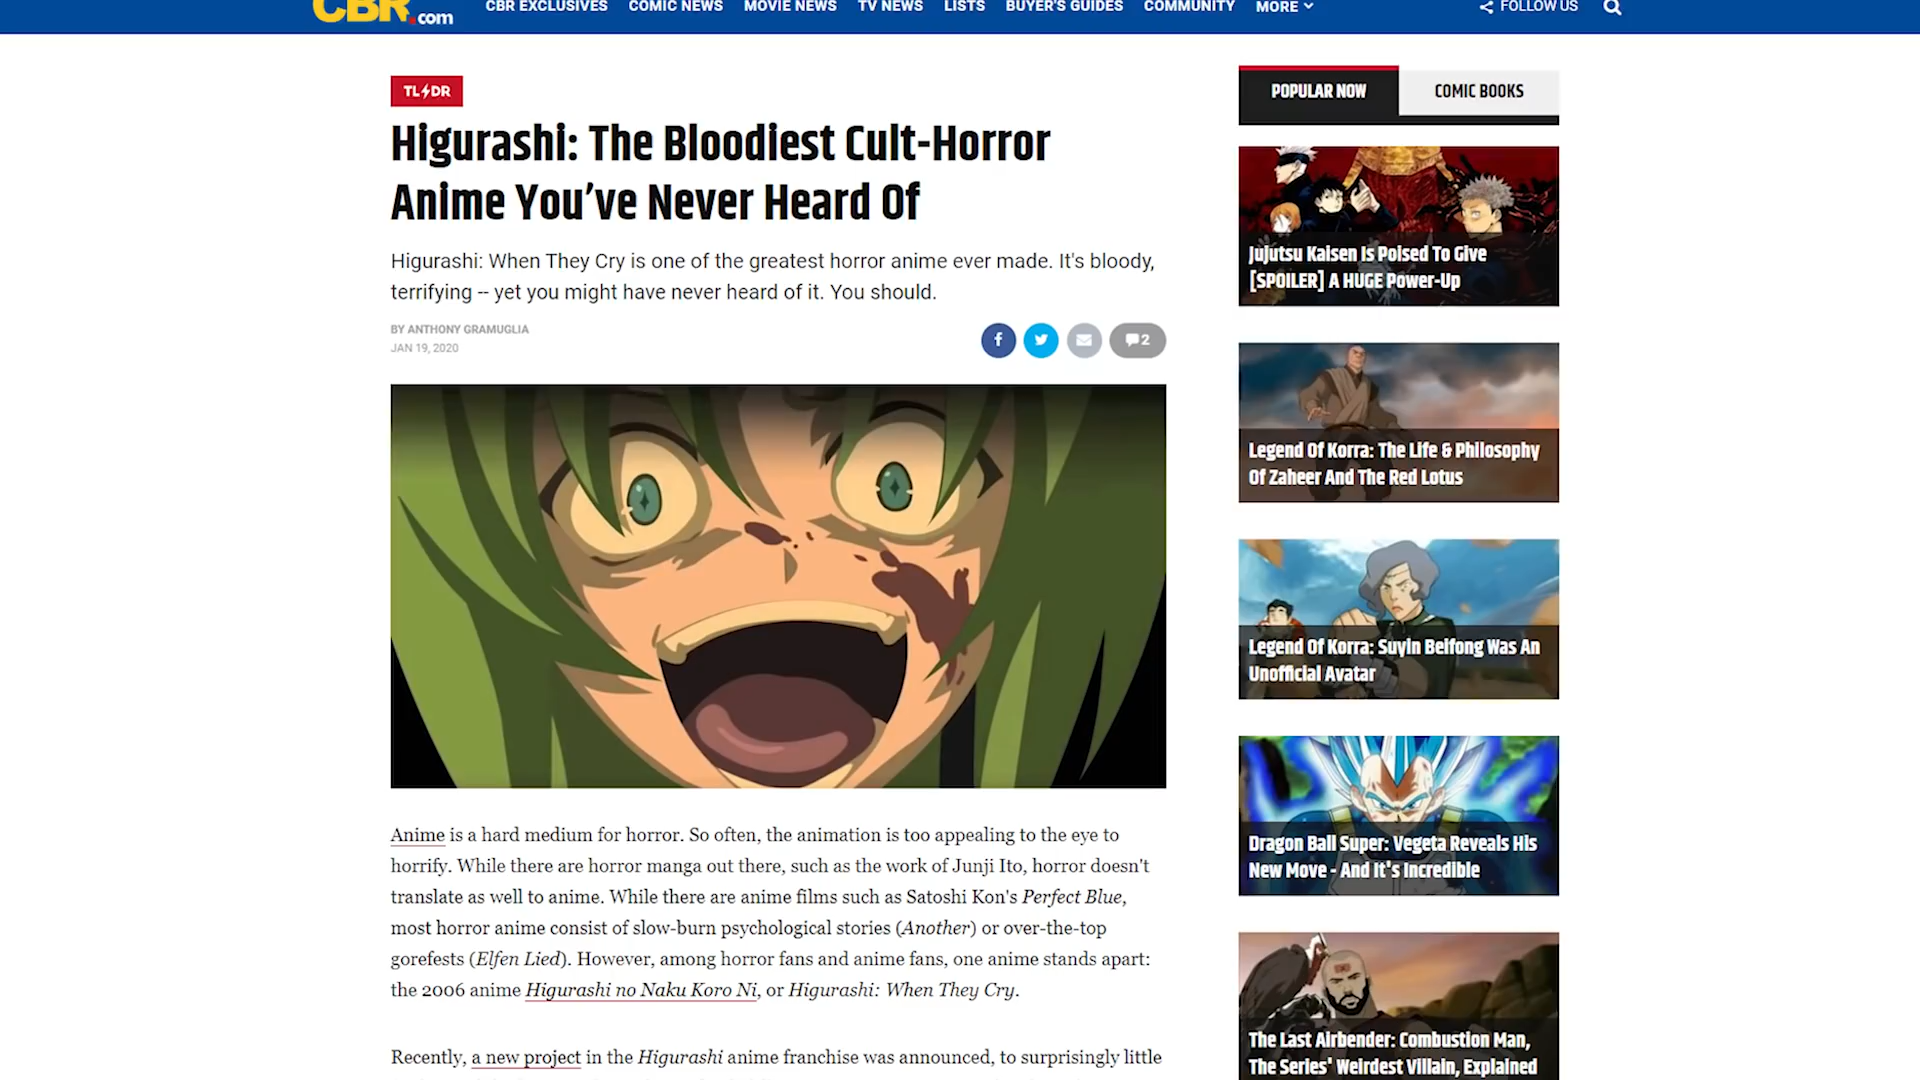 CBR.com
CBR EXCLUSIVES COMIC NEWS MOVIE NEWS TV NEWS LISTS BUYER'S GUIDES COMMUNITY MORE FOLLOW US
TL DR
Higurashi: The Bloodiest Cult-Horror
Anime You’ve Never Heard Of
Higurashi: When They Cry is one of the greatest horror anime ever made. It's bloody,
terrifying -- yet you might have never heard of it. You should.
BY ANTHONY GRAMUGLIA
JAN 19, 2020
2
Anime is a hard medium for horror. So often, the animation is too appealing to the eye to
horrify. While there are horror manga out there, such as the work of Junji Ito, horror doesn't
translate as well to anime. While there are anime films such as Satoshi Kon's Perfect Blue,
most horror anime consist of slow-burn psychological stories (Another) or over-the-top
gorefests (Elfen Lied). However, among horror fans and anime fans, one anime stands apart:
the 2006 anime Higurashi no Naku Koro Ni, or Higurashi: When They Cry.
Recently, a new project in the Higurashi anime franchise was announced, to surprisingly little
POPULAR NOW COMIC BOOKS
Jujutsu Kaisen Is Poised To Give
[SPOILER] A HUGE Power-Up
Legend Of Korra: The Life & Philosophy
Of Zaheer And The Red Lotus
Legend Of Korra: Suyin Beifong Was An
Unofficial Avatar
Dragon Ball Super: Vegeta Reveals His
New Move - And It's Incredible
The Last Airbender: Combustion Man,
The Series' Weirdest Villain, Explained